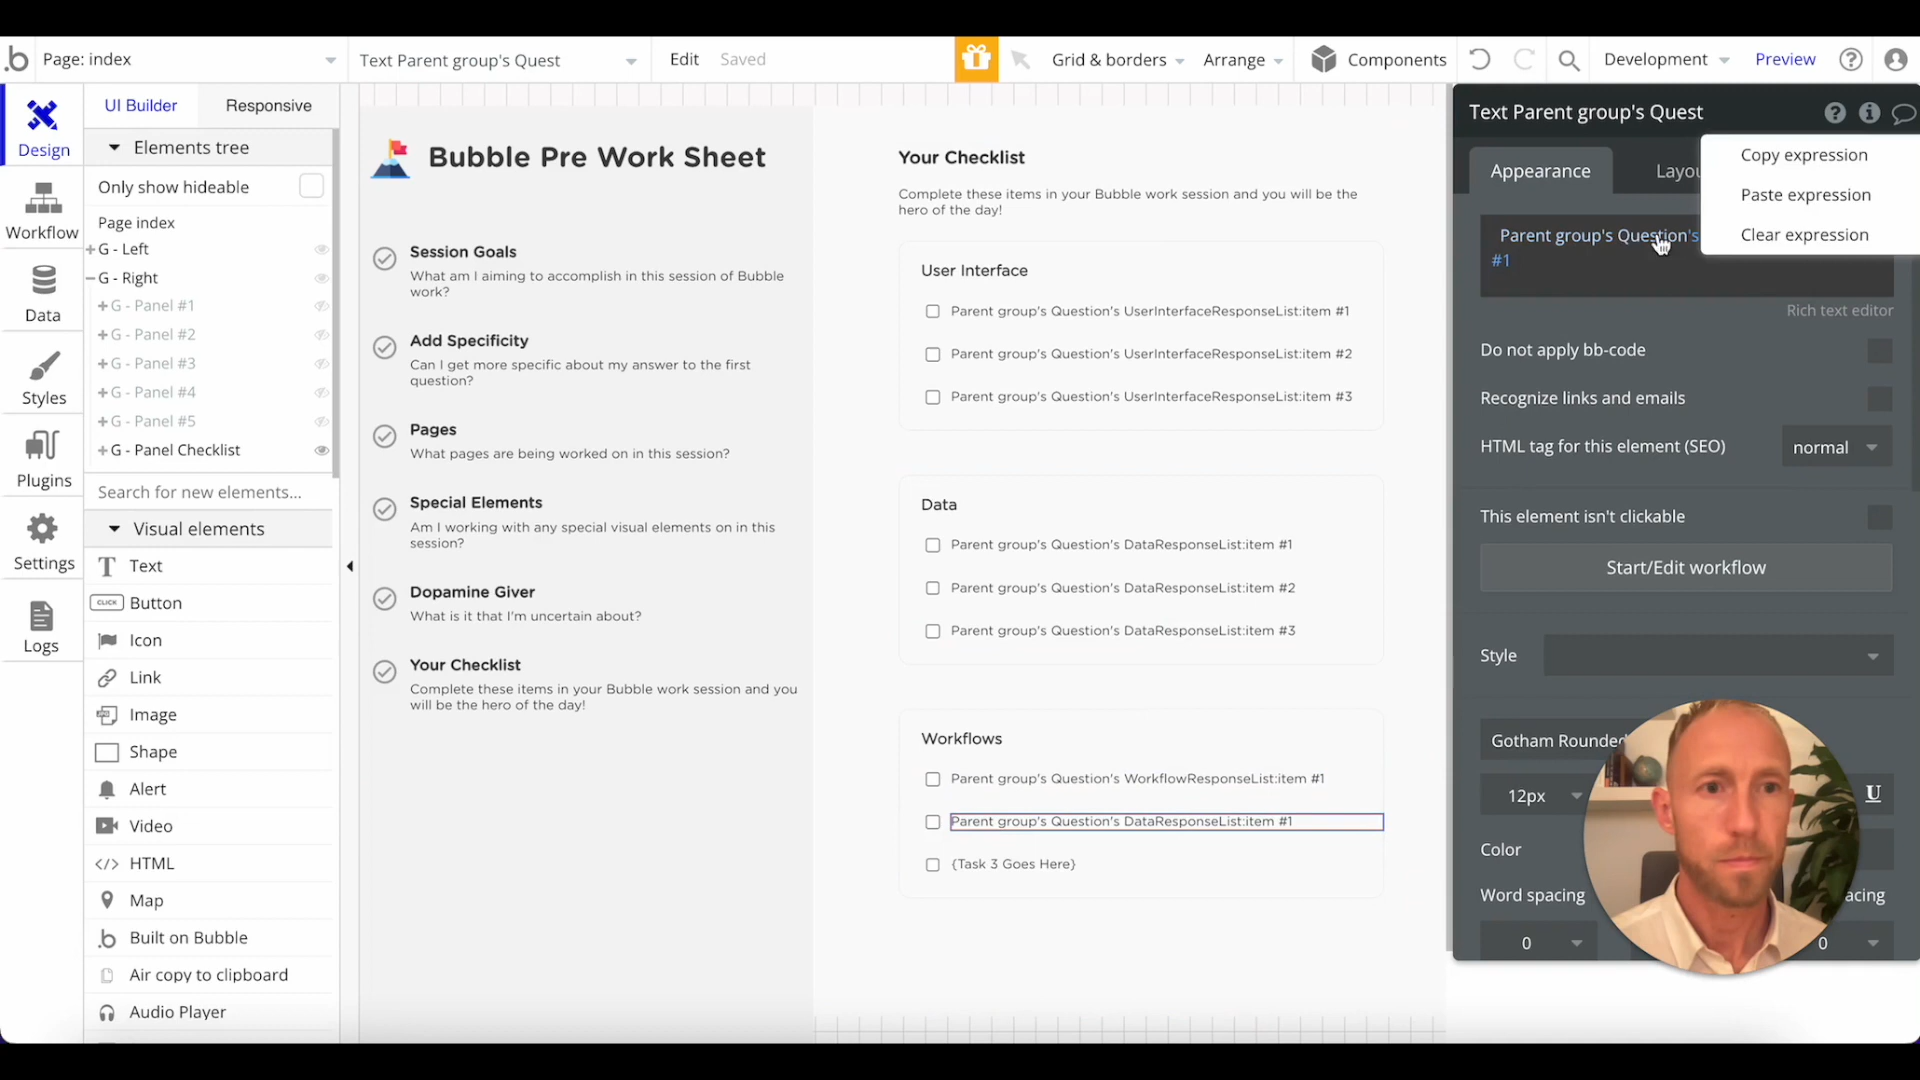 b
Page: index
Text Parent group's Quest
Edit
Saved
Grid & borders
Arrange
Components
Development
Preview
Design
Workflow
Data
Styles
Plugins
Settings
Logs
UI Builder
Responsive
Elements tree
Only show hideable
Page index
+G - Left
–G - Right
+G - Panel #1
+G - Panel #2
+G - Panel #3
+G - Panel #4
+G - Panel #5
+G - Panel Checklist
Search for new elements...
Visual elements
Text
CLICK Button
Icon
Link
Image
Shape
Alert
Video
</> HTML
Map
b Built on Bubble
Air copy to clipboard
Audio Player
Bubble Pre Work Sheet
Session Goals
What am I aiming to accomplish in this session of Bubble
work?
Add Specificity
Can I get more specific about my answer to the first
question?
Pages
What pages are being worked on in this session?
Special Elements
Am I working with any special visual elements on in this
session?
Dopamine Giver
What is it that I'm uncertain about?
Your Checklist
Complete these items in your Bubble work session and you
will be the hero of the day!
Your Checklist
Complete these items in your Bubble work session and you will be the
hero of the day!
User Interface
Parent group's Question's UserInterfaceResponseList:item #1
Parent group's Question's UserInterfaceResponseList:item #2
Parent group's Question's UserInterfaceResponseList:item #3
Data
Parent group's Question's DataResponseList:item #1
Parent group's Question's DataResponseList:item #2
Parent group's Question's DataResponseList:item #3
Workflows
Parent group's Question's WorkflowResponseList:item #1
Parent group's Question's DataResponseList:item #1
{Task 3 Goes Here}
Text Parent group's Quest
Appearance
Layou
Copy expression
Paste expression
Clear expression
Parent group's Question's
#1
Rich text editor
Do not apply bb-code
Recognize links and emails
HTML tag for this element (SEO)
normal
This element isn't clickable
Start/Edit workflow
Style
Gotham Rounded
12px
U
Color
Word spacing
acing
0
0